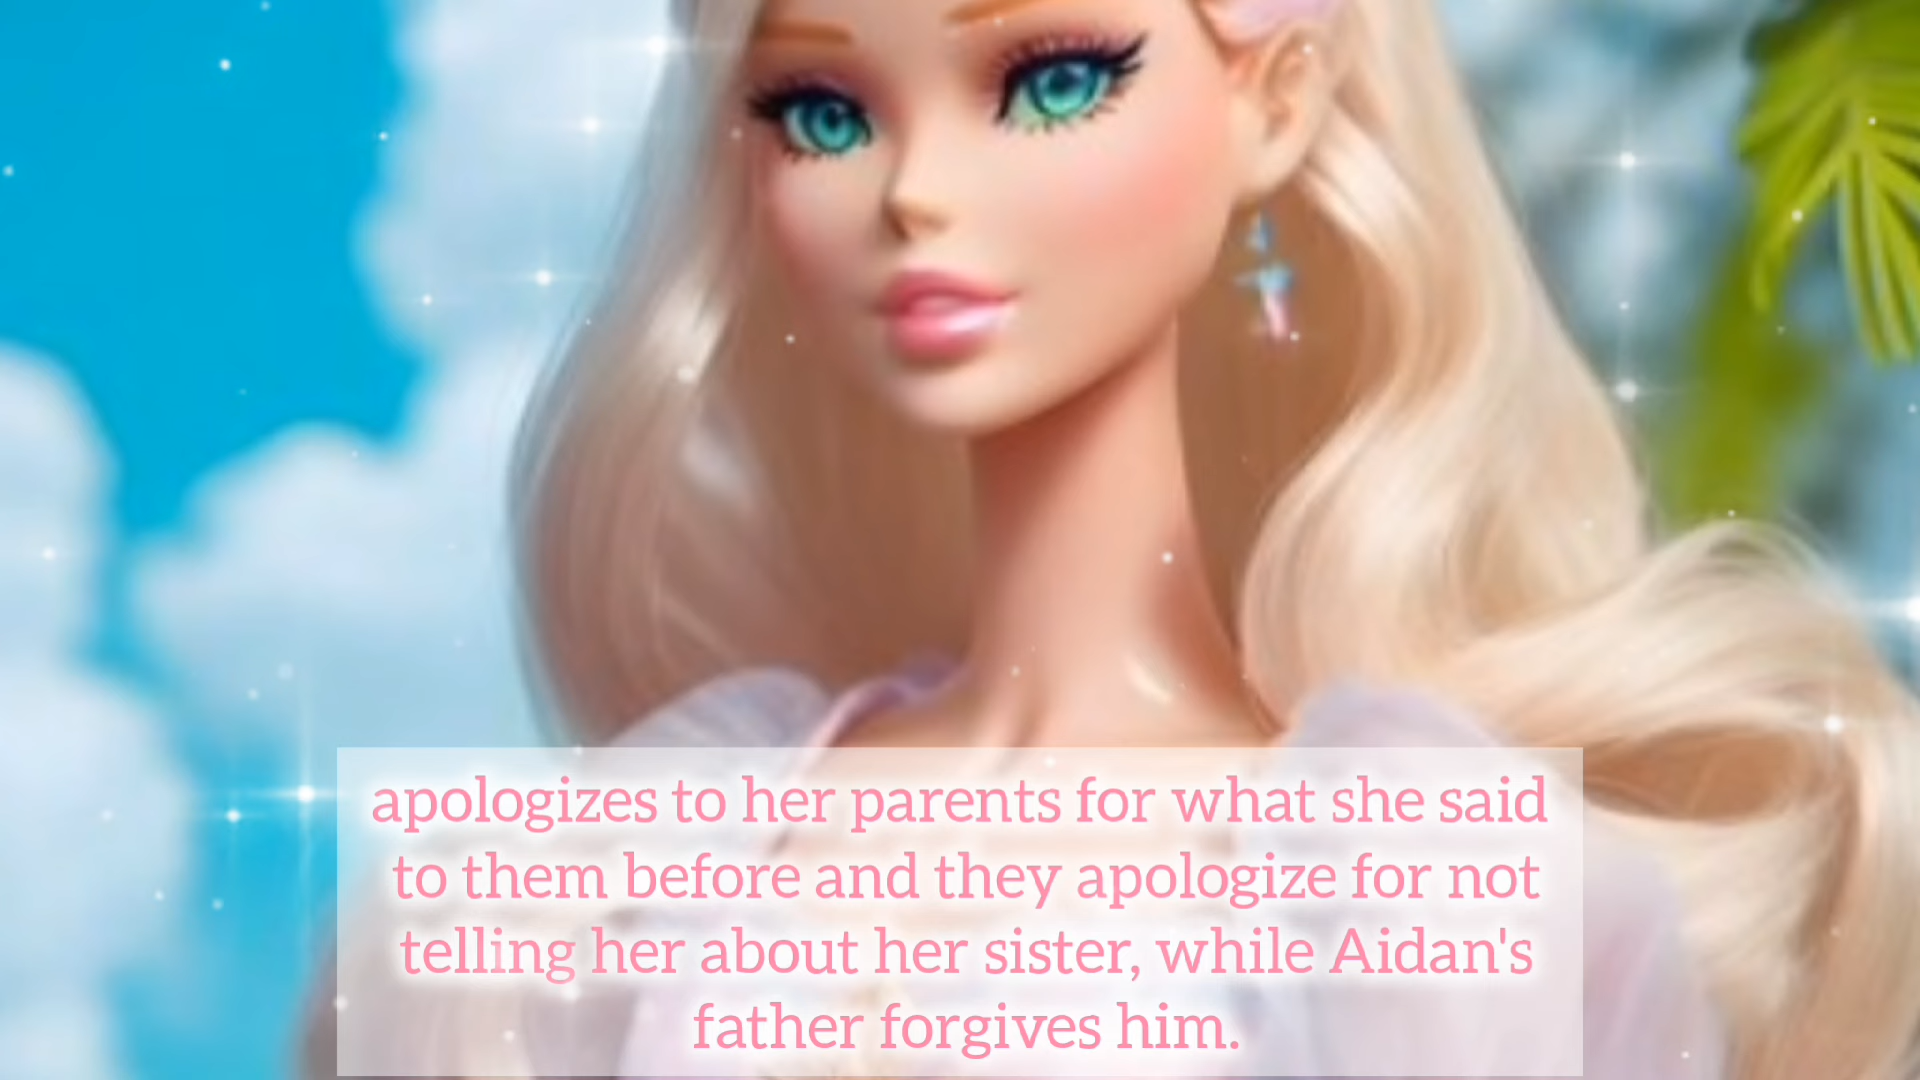 apologizes to her parents for what she said
to them before and they apologize for not
telling her about her sister, while Aidan's
father forgives him.